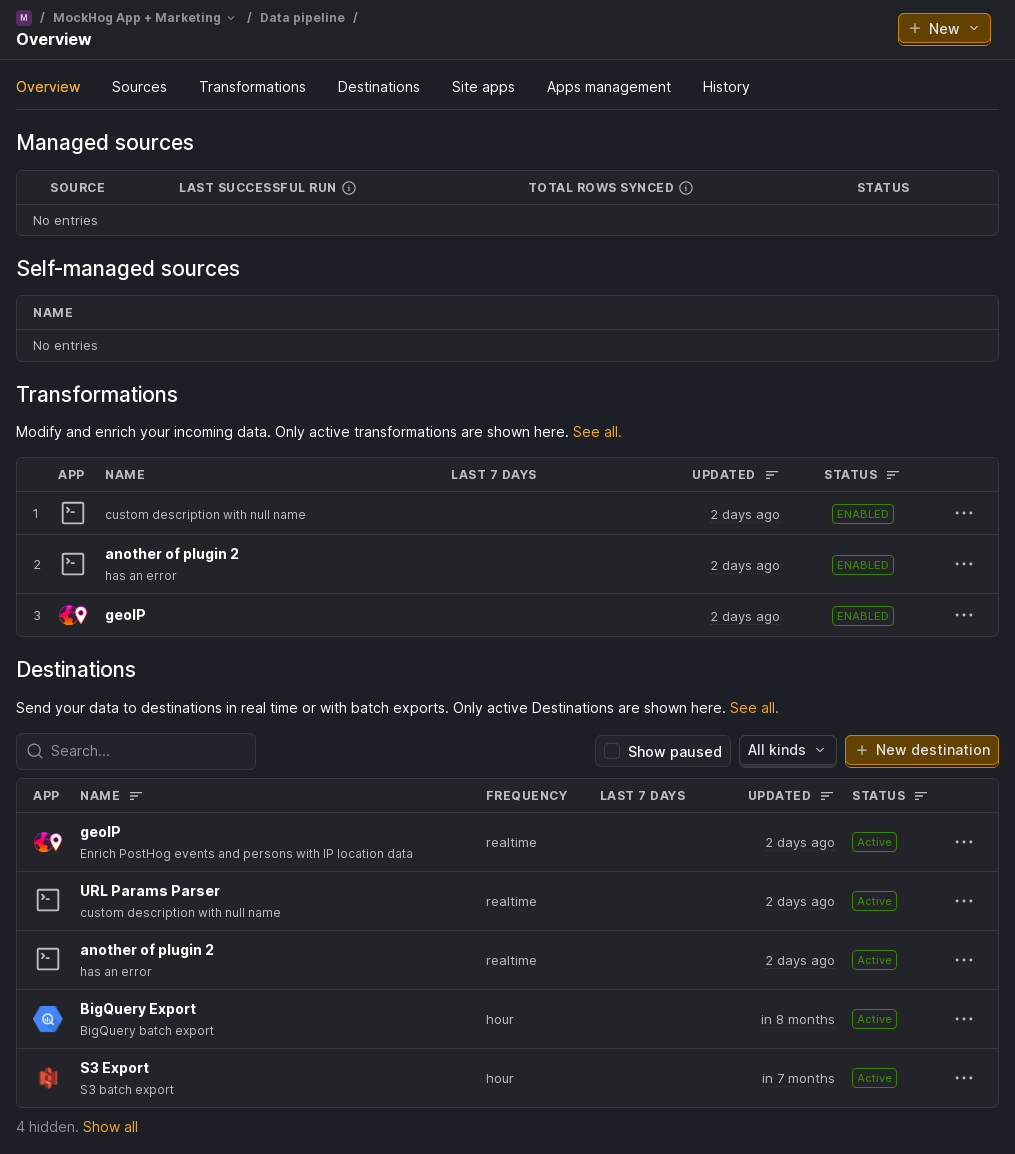 M / MockHog App + Marketing / Data pipeline /
Overview
New
Overview Sources Transformations Destinations Site apps Apps management History
Managed sources
SOURCE LAST SUCCESSFUL RUN TOTAL ROWS SYNCED STATUS
No entries
Self-managed sources
NAME
No entries
Transformations
Modify and enrich your incoming data. Only active transformations are shown here. See all.
APP NAME LAST 7 DAYS UPDATED STATUS
1 custom description with null name 2 days ago ENABLED
2 another of plugin 2 2 days ago ENABLED
has an error
3 geoIP 2 days ago ENABLED
Destinations
Send your data to destinations in real time or with batch exports. Only active Destinations are shown here. See all.
Search... Show paused All kinds New destination
APP NAME FREQUENCY LAST 7 DAYS UPDATED STATUS
geoIP realtime 2 days ago Active
Enrich PostHog events and persons with IP location data
URL Params Parser realtime 2 days ago Active
custom description with null name
another of plugin 2 realtime 2 days ago Active
has an error
BigQuery Export hour in 8 months Active
BigQuery batch export
S3 Export hour in 7 months Active
S3 batch export
4 hidden. Show all